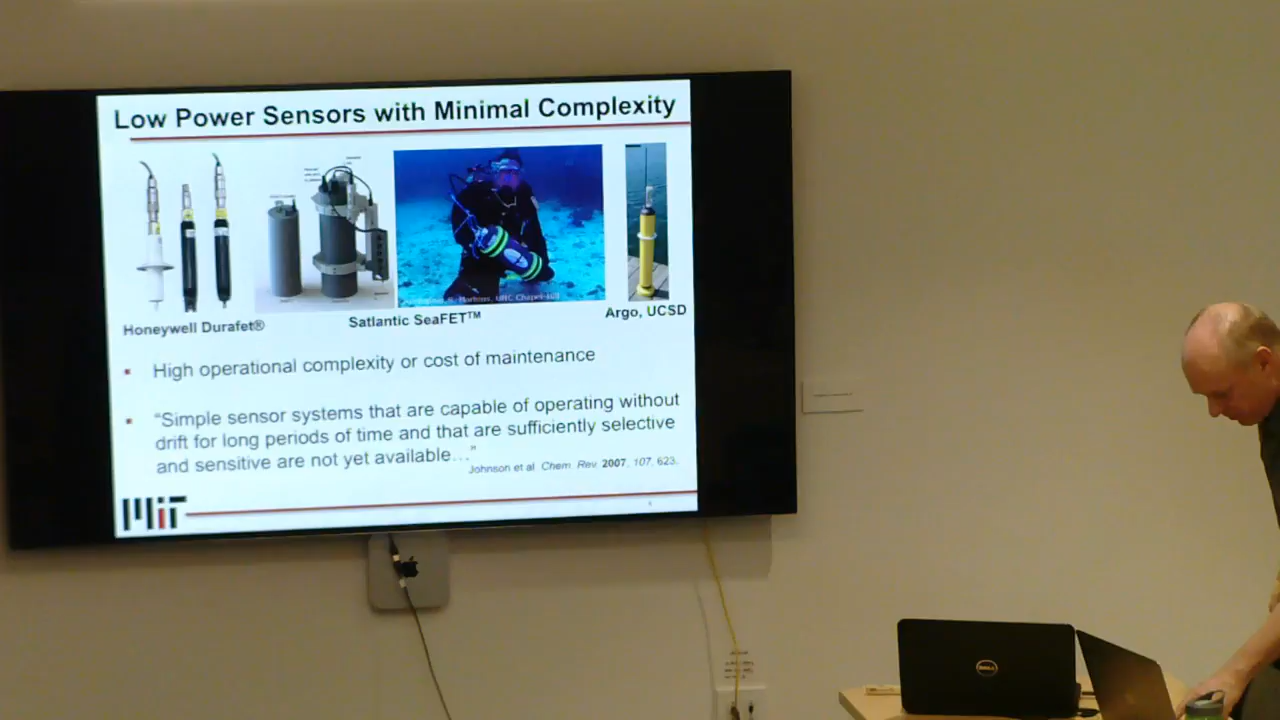 Low Power Sensors with Minimal Complexity
Honeywell Durafet®
Satlantic SeaFET™
Argo, UCSD
▪ High operational complexity or cost of maintenance
▪ “Simple sensor systems that are capable of operating without
drift for long periods of time and that are sufficiently selective
and sensitive are not yet available…”
Johnson et al Chem. Rev. 2007, 107, 623.
MIT
DELL